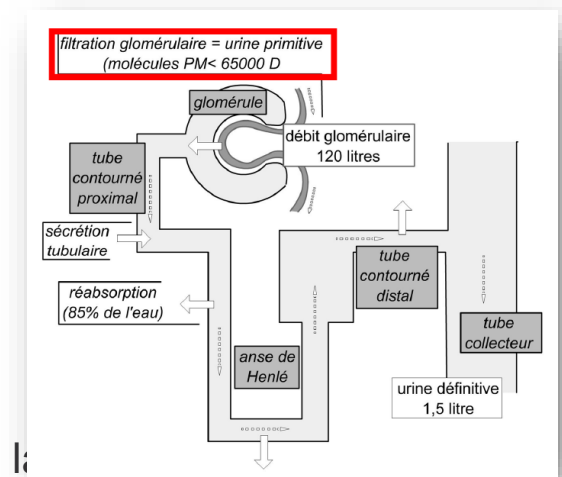 filtration glomérulaire = urine primitive
(molécules PM< 65000 D
glomérule
débit glomérulaire
120 litres
tube
contourné
proximal
sécrétion
tubulaire
réabsorption
(85% de l'eau)
anse de
Henlé
tube
contourné
distal
tube
collecteur
urine définitive
1,5 litre